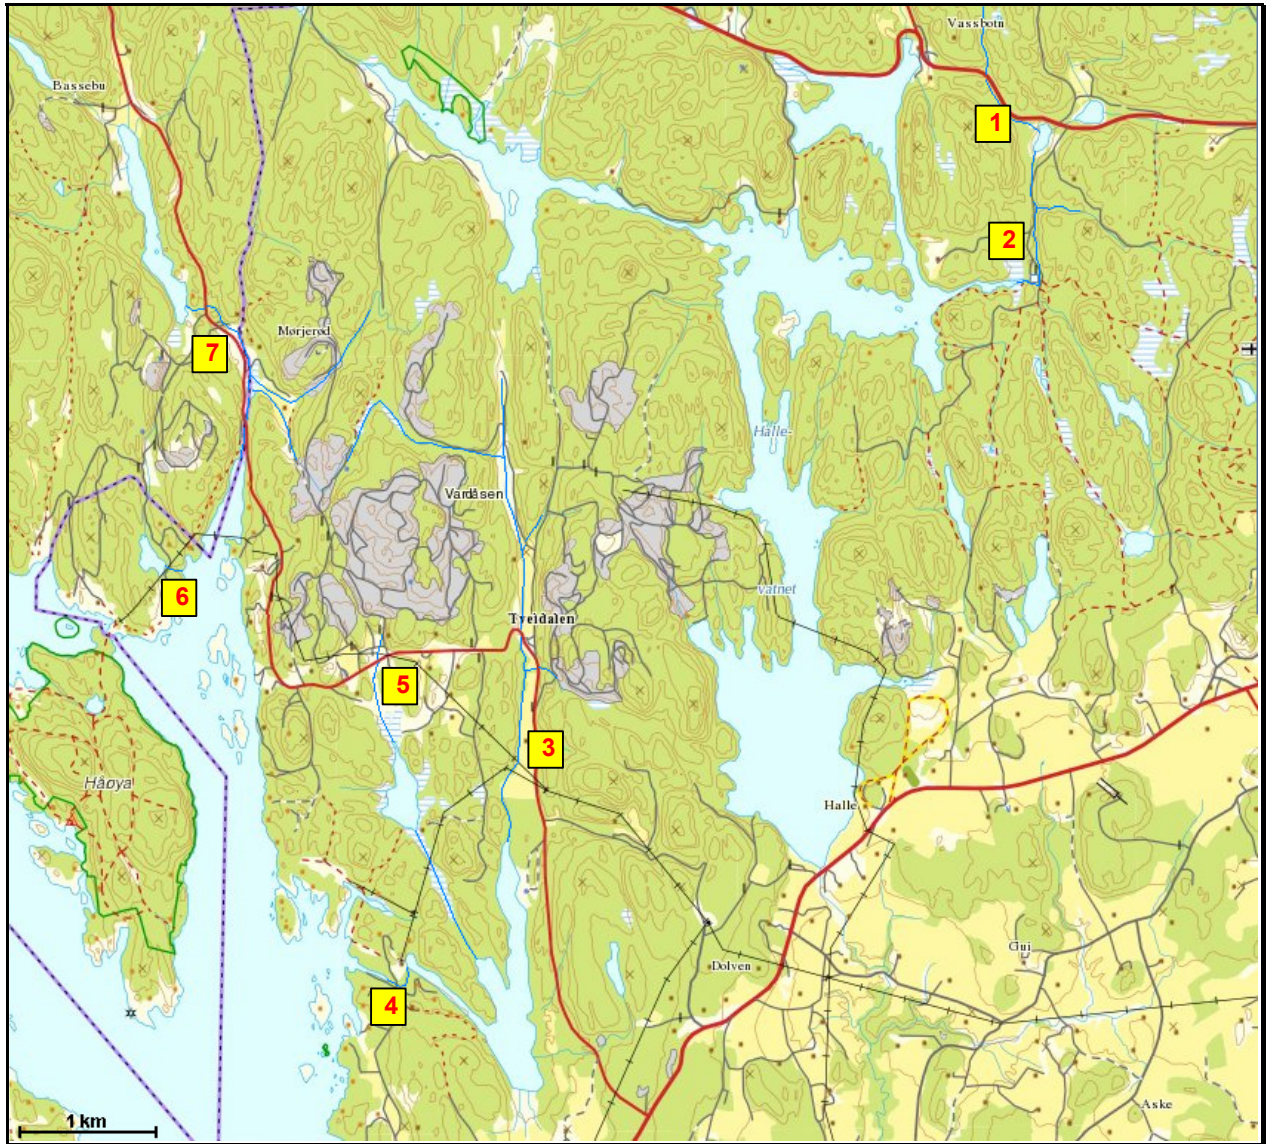 Vassbotn
Bassebu
1
2
Mørjerød
7
Halle-
Vardåsen
vatnet
6
Tveidalen
5
3
Håøya
Halle
Guj
Dolven
4
1 km
Aske